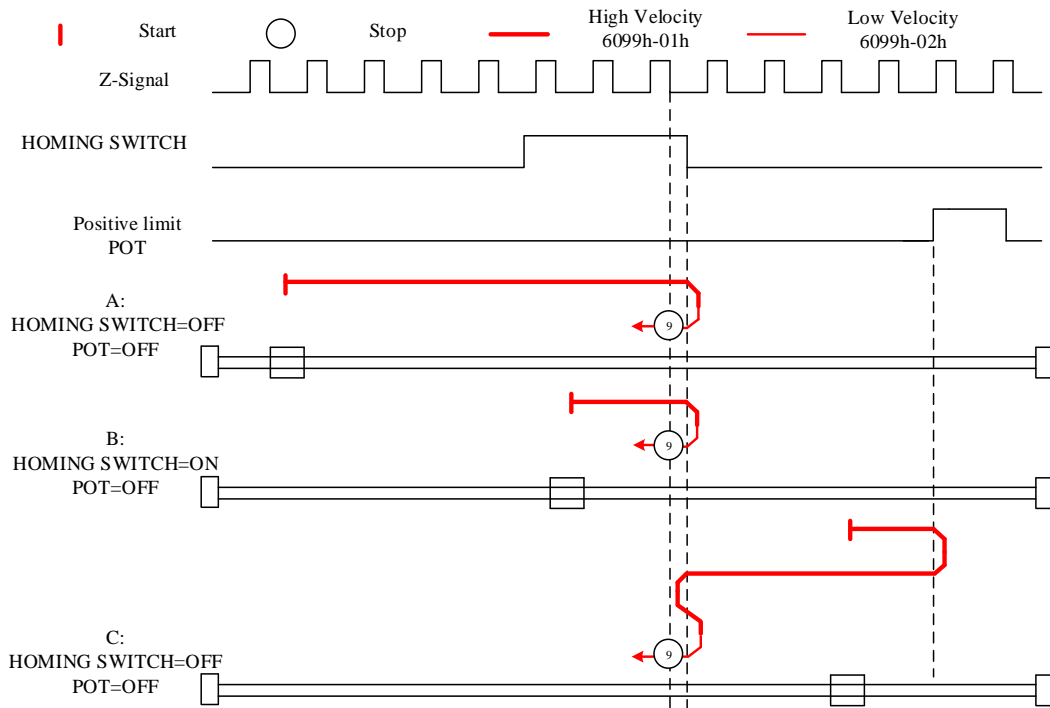 Start
Stop
High Velocity
6099h-01h
Low Velocity
6099h-02h
Z-Signal
HOMING SWITCH
Positive limit
POT
A:
HOMING SWITCH=OFF
POT=OFF
9
B:
HOMING SWITCH=ON
POT=OFF
9
C:
HOMING SWITCH=OFF
POT=OFF
9